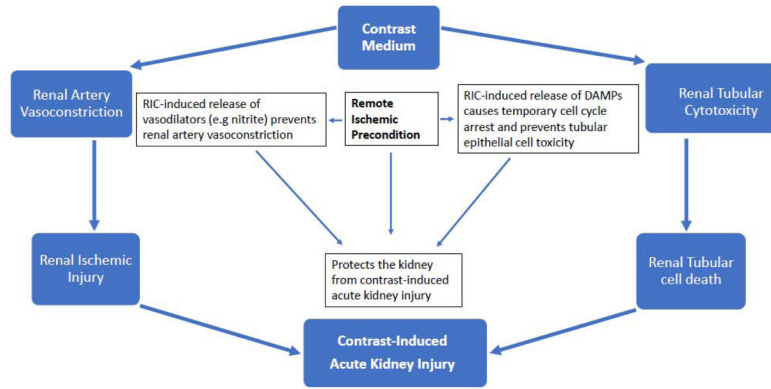 Contrast
Medium
Renal Artery
Vasoconstriction
RIC-induced release of
vasodilators (e.g nitrite) prevents
renal artery vasoconstriction
Remote
Ischemic
Precondition
RIC-induced release of DAMPs
causes temporary cell cycle
arrest and prevents tubular
epithelial cell toxicity
Renal Tubular
Cytotoxicity
Renal Ischemic
Injury
Protects the kidney
from contrast-induced
acute kidney injury
Renal Tubular
cell death
Contrast-Induced
Acute Kidney Injury